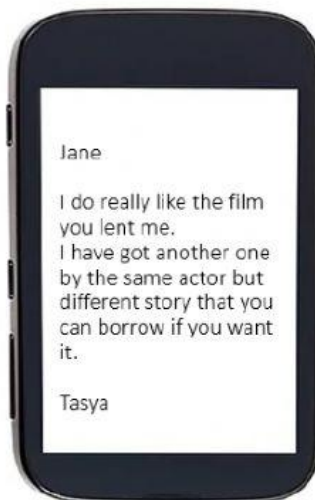 Jane
I do really like the film
you lent me.
I have got another one
by the same actor but
different story that you
can borrow if you want
it.
Tasya